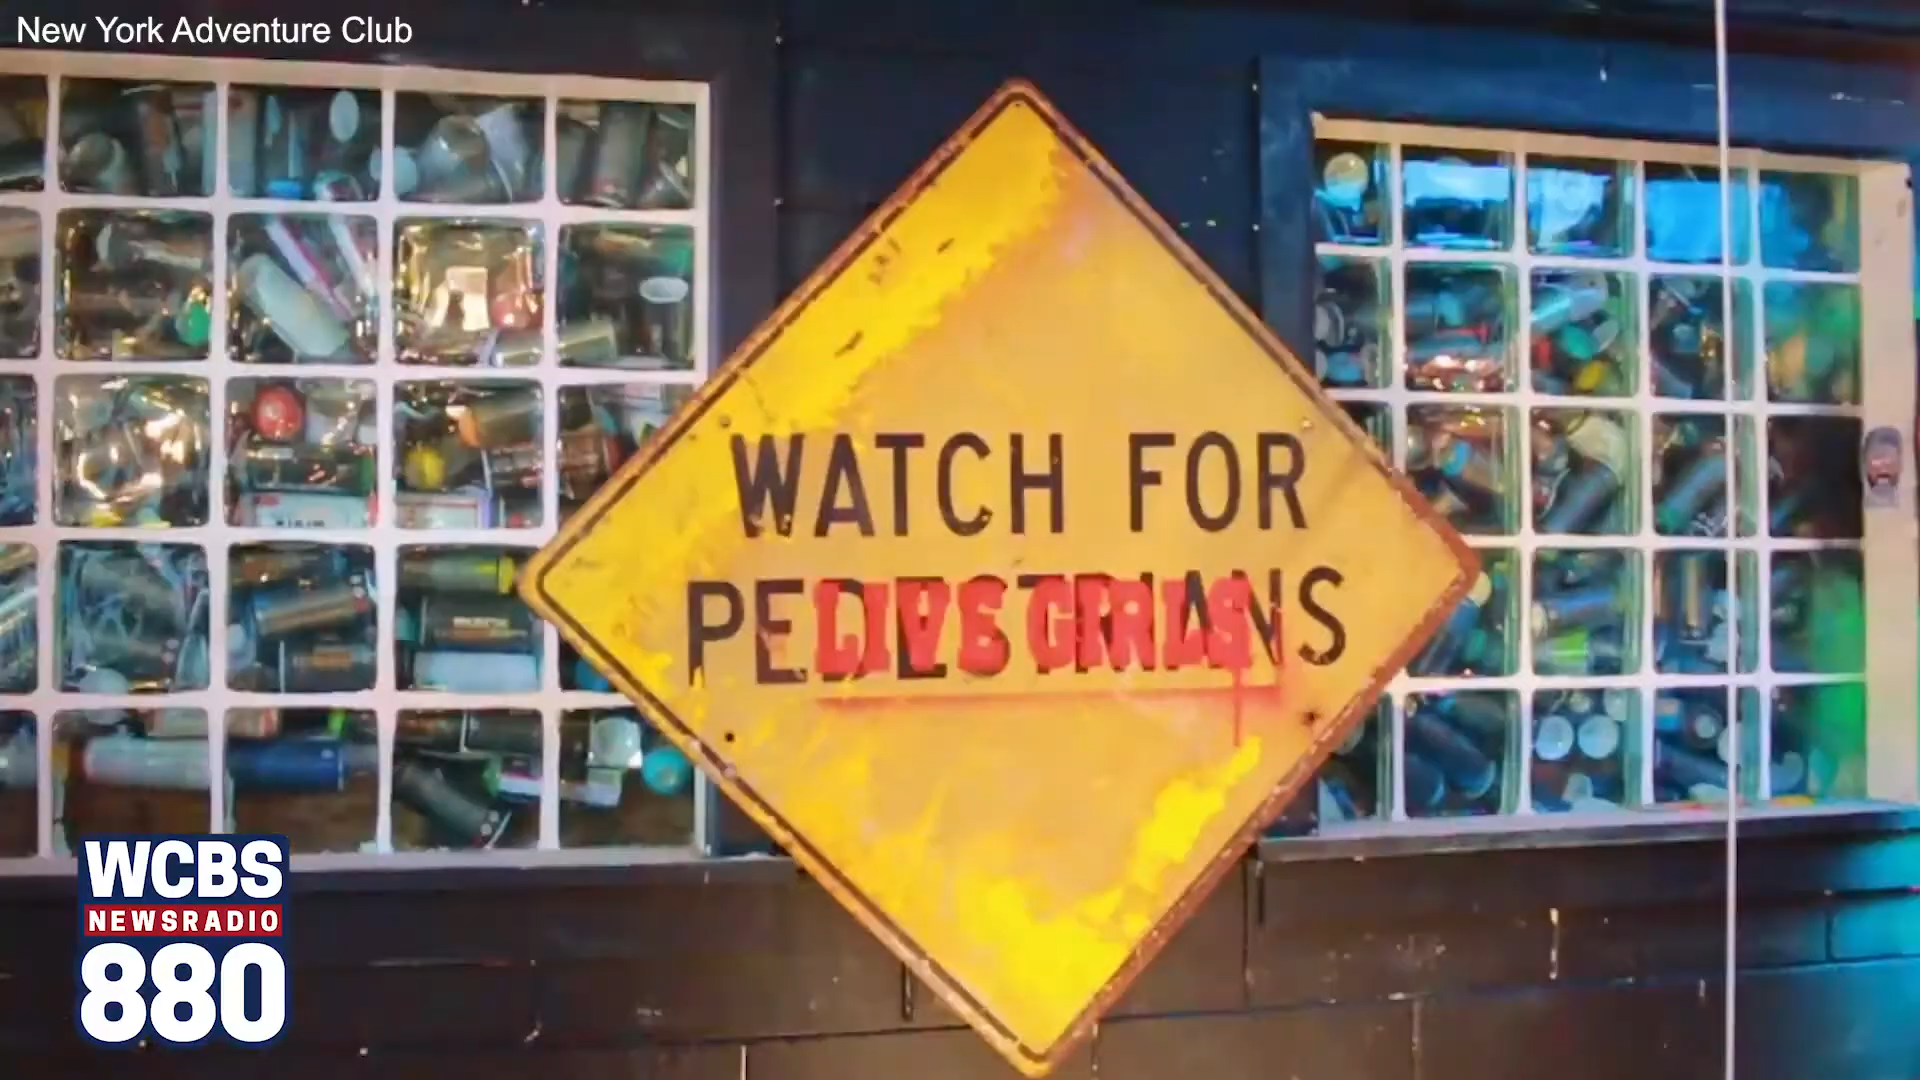 New York Adventure Club
WATCH FOR
PEDESTRIANS
LIVE GIRLS
WCBS
NEWSRADIO
880